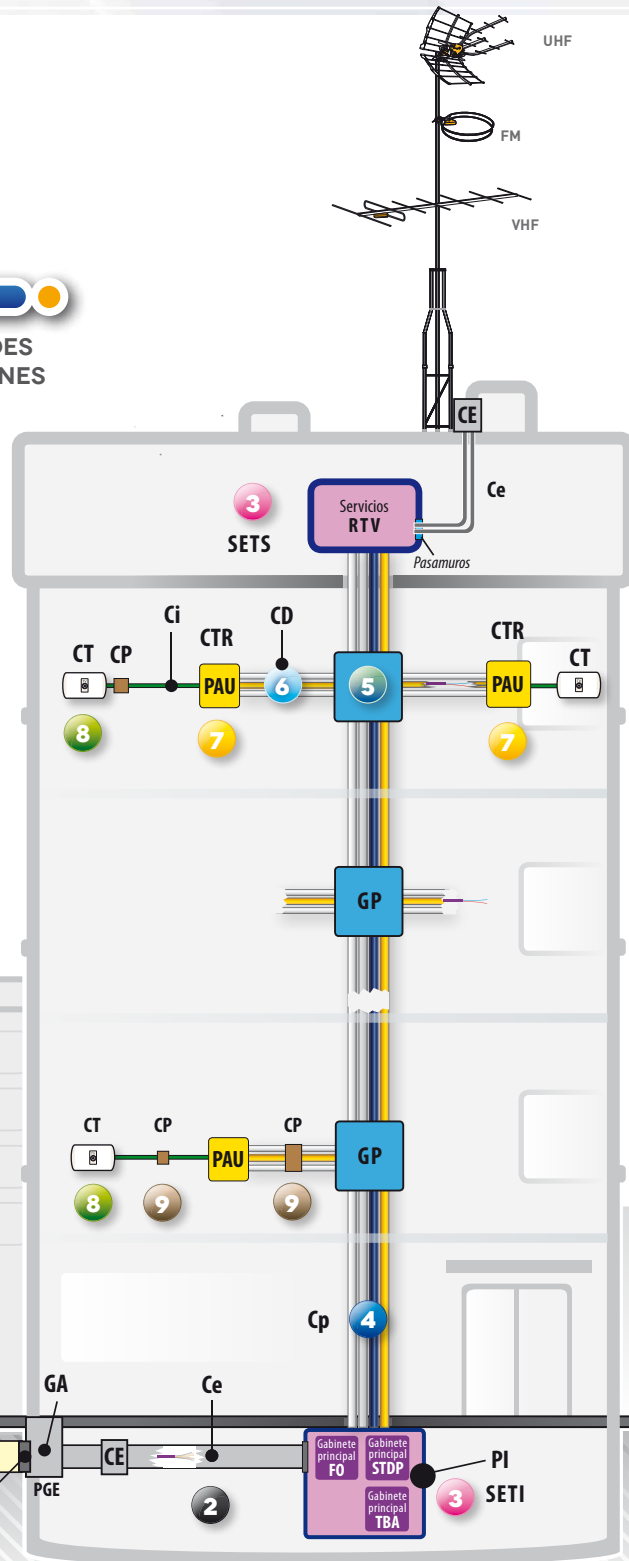 UHF
FM
VHF
DES
NES
CE
Ce
3
SETS
Servicios
RTV
Pasamuros
Ci
CD
CT
CP
CTR
CTR
CT
PAU
6
5
PAU
8
7
7
GP
CT
CP
CP
PAU
GP
8
9
9
Cp
4
GA
Ce
CE
PGE
2
Gabinete
principal
FO
Gabinete
principal
STDP
Gabinete
principal
TBA
PI
3
SETI